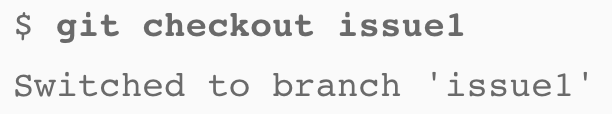 $ git checkout issue1
Switched to branch 'issue1'